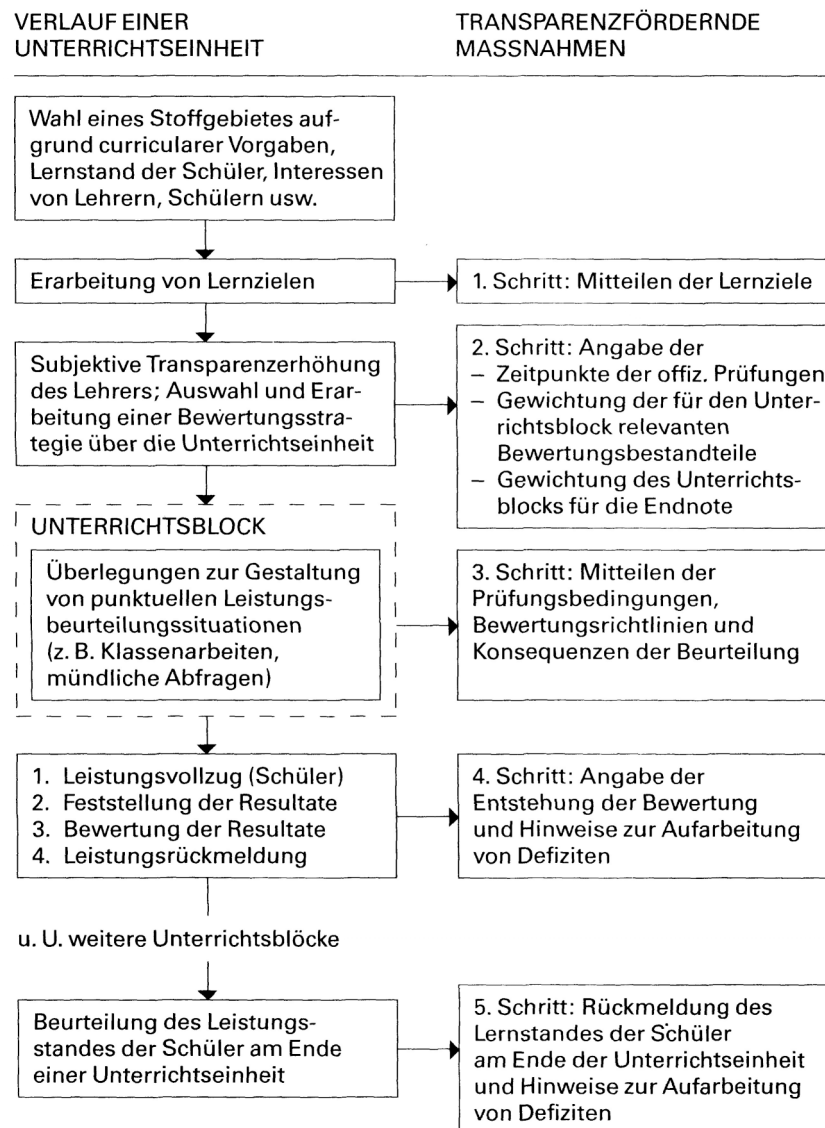 VERLAUF EINER
UNTERRICHTSEINHEIT
TRANSPARENZFÖRDERNDE
MASSNAHMEN
Wahl eines Stoffgebietes auf-
grund curricularer Vorgaben,
Lernstand der Schüler, Interessen
von Lehrern, Schülern usw.
Erarbeitung von Lernzielen
1. Schritt: Mitteilen der Lernziele
Subjektive Transparenzerhöhung
des Lehrers; Auswahl und Erar-
beitung einer Bewertungsstra-
tegie über die Unterrichtseinheit
2. Schritt: Angabe der
– Zeitpunkte der offiz. Prüfungen
– Gewichtung der für den Unter-
richtsblock relevanten
Bewertungsbestandteile
– Gewichtung des Unterrichts-
blocks für die Endnote
UNTERRICHTSBLOCK
Überlegungen zur Gestaltung
von punktuellen Leistungs-
beurteilungssituationen
(z. B. Klassenarbeiten,
mündliche Abfragen)
3. Schritt: Mitteilen der
Prüfungsbedingungen,
Bewertungsrichtlinien und
Konsequenzen der Beurteilung
1. Leistungsvollzug (Schüler)
2. Feststellung der Resultate
3. Bewertung der Resultate
4. Leistungsrückmeldung
4. Schritt: Angabe der
Entstehung der Bewertung
und Hinweise zur Aufarbeitung
von Defiziten
u. U. weitere Unterrichtsblöcke
Beurteilung des Leistungs-
standes der Schüler am Ende
einer Unterrichtseinheit
5. Schritt: Rückmeldung des
Lernstandes der Schüler
am Ende der Unterrichtseinheit
und Hinweise zur Aufarbeitung
von Defiziten